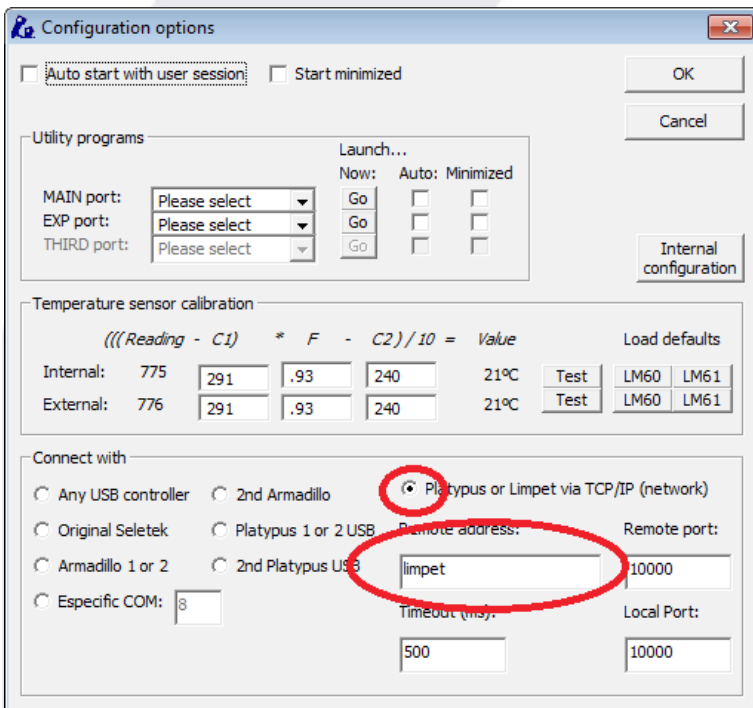 Configuration options
Auto start with user session Start minimized OK
Cancel
Utility programs
Launch...
Now: Auto: Minimized
MAIN port: Please select Go
EXP port: Please select Go
THIRD port: Please select Go
Internal configuration
Temperature sensor calibration
(((Reading - C1) * F - C2) / 10 = Value Load defaults
Internal: 775 291 .93 240 21ºC Test LM60 LM61
External: 776 291 .93 240 21ºC Test LM60 LM61
Connect with
Any USB controller 2nd Armadillo Platypus or Limpet via TCP/IP (network)
Original Seletek Platypus 1 or 2 USB Remote address: Remote port:
Armadillo 1 or 2 2nd Platypus USB limpet 10000
Especific COM: 8 Timeout (ms): Local Port:
500 10000